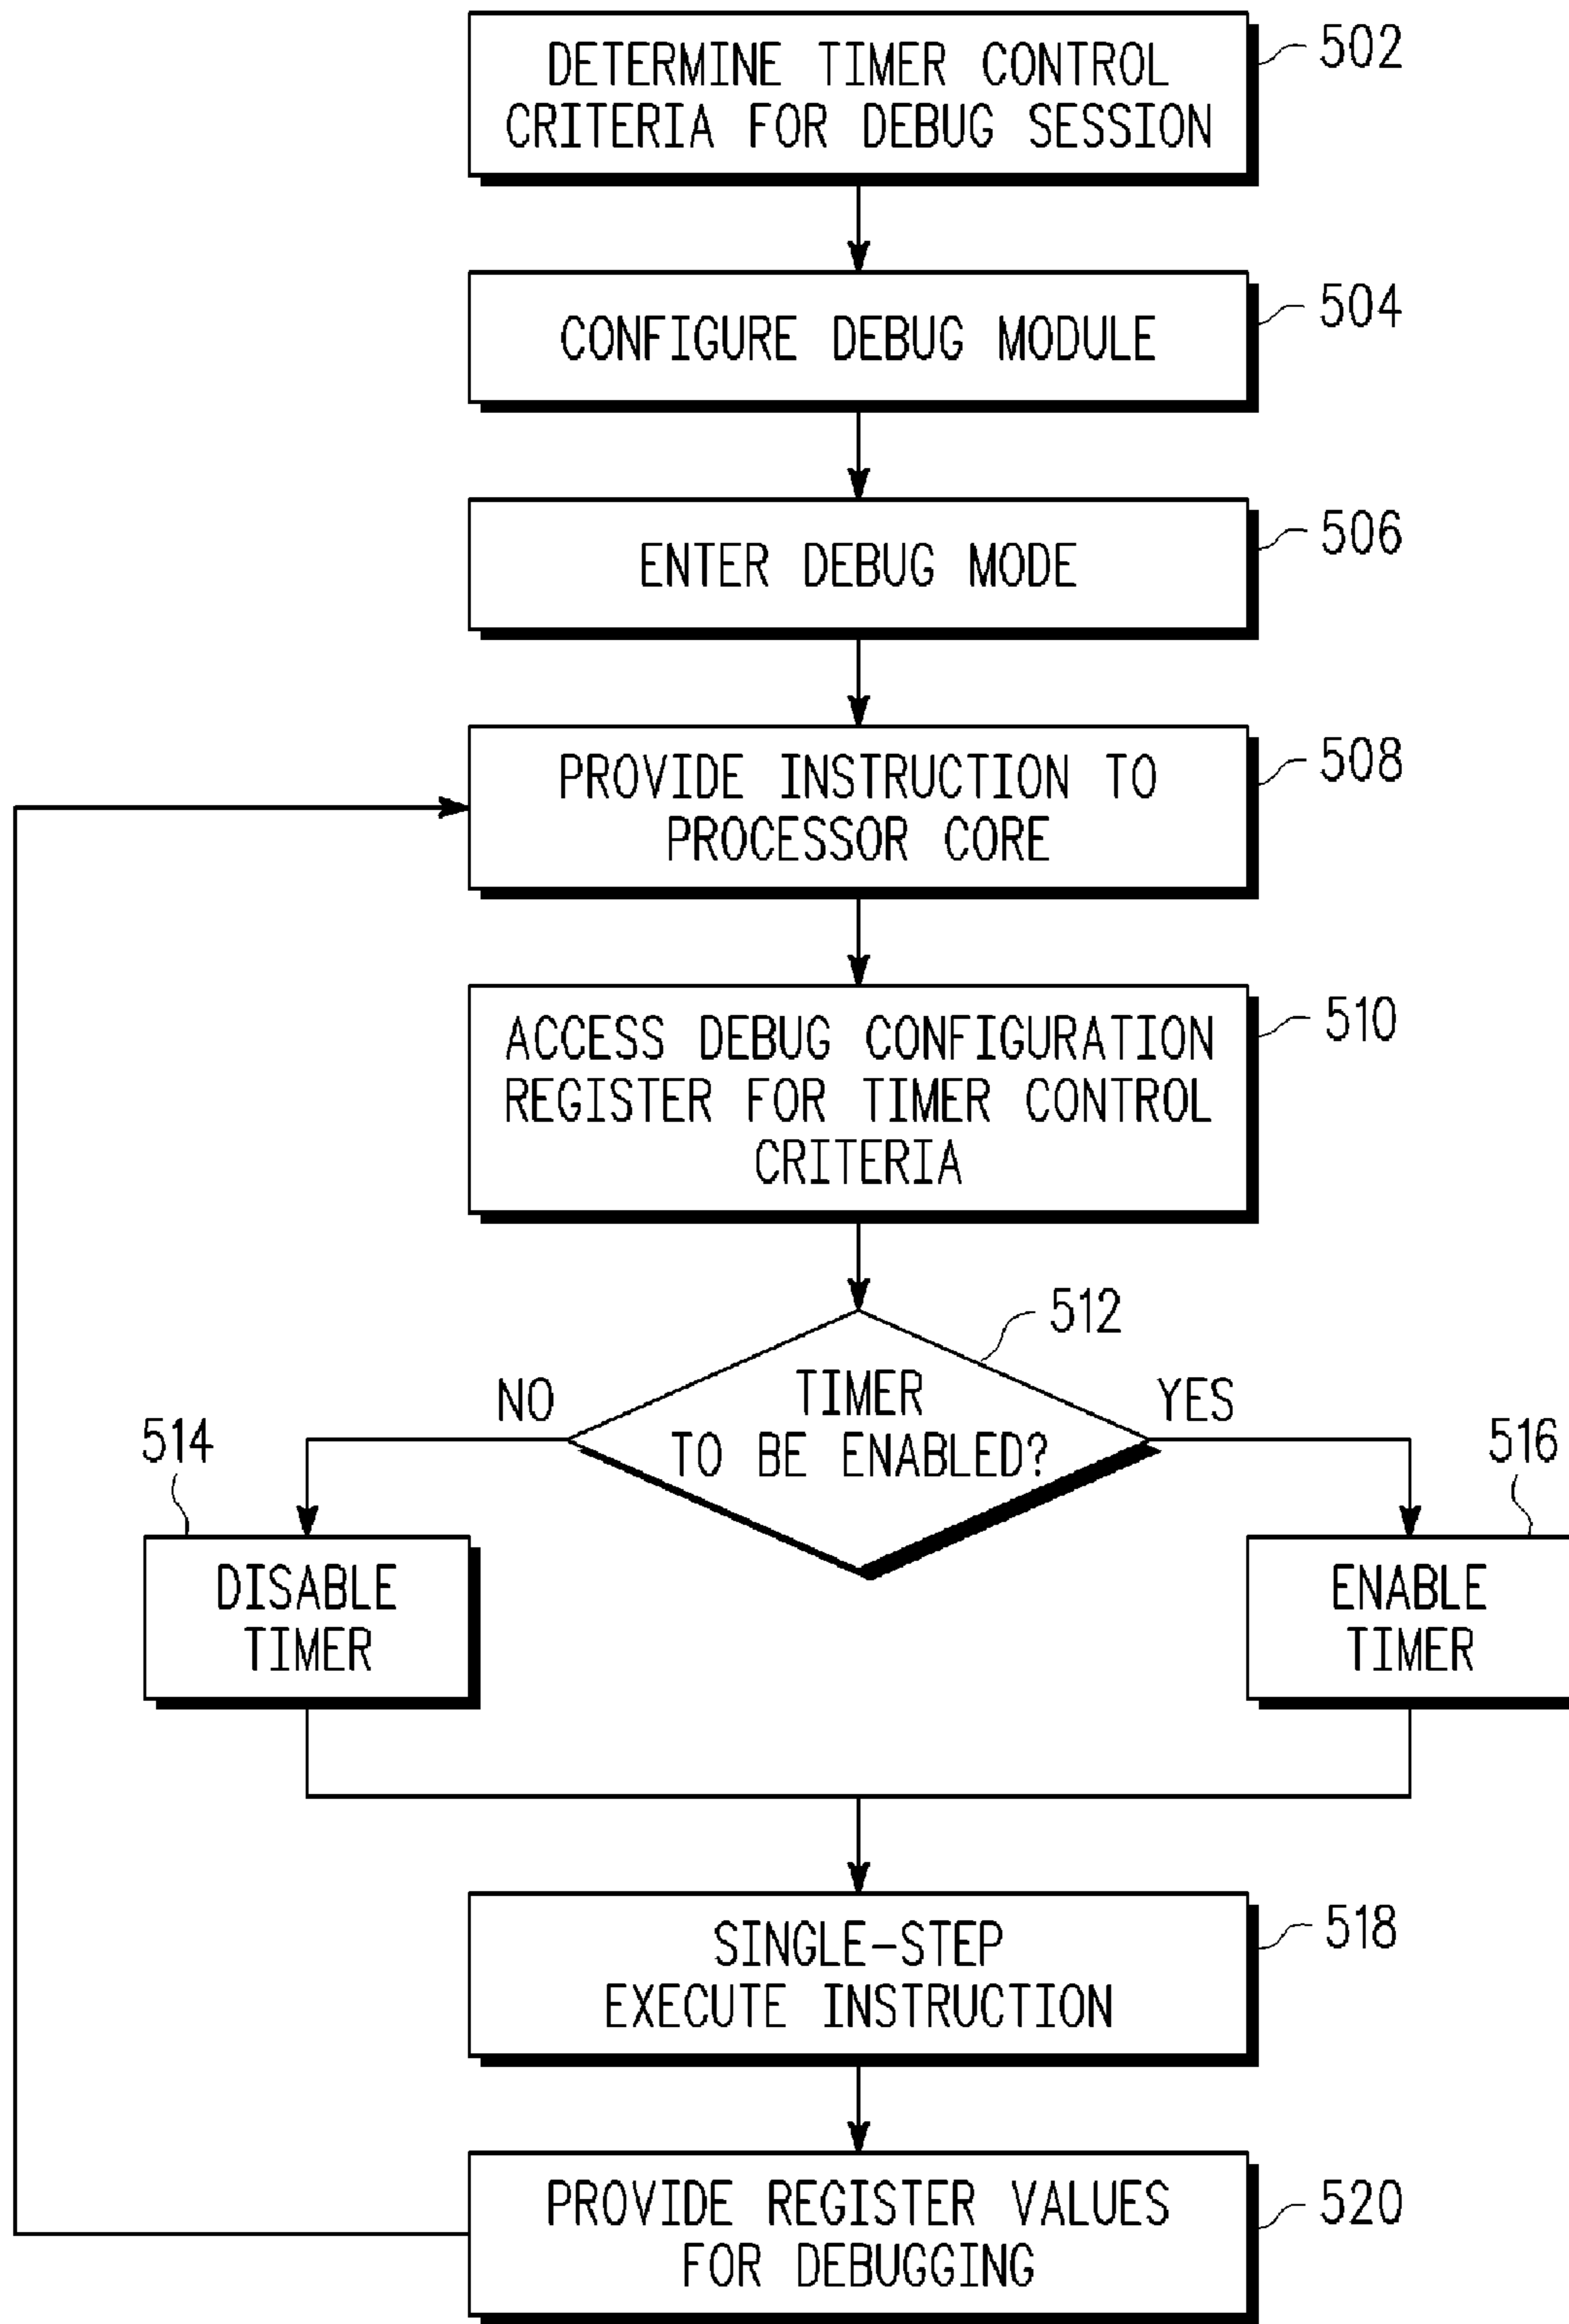 DETERMINE TIMER CONTROL
CRITERIA FOR DEBUG SESSION
502
CONFIGURE DEBUG MODULE
504
ENTER DEBUG MODE
506
PROVIDE INSTRUCTION TO
PROCESSOR CORE
508
ACCESS DEBUG CONFIGURATION
REGISTER FOR TIMER CONTROL
CRITERIA
510
512
TIMER
TO BE ENABLED?
NO
YES
514
DISABLE
TIMER
516
ENABLE
TIMER
SINGLE-STEP
EXECUTE INSTRUCTION
518
PROVIDE REGISTER VALUES
FOR DEBUGGING
520